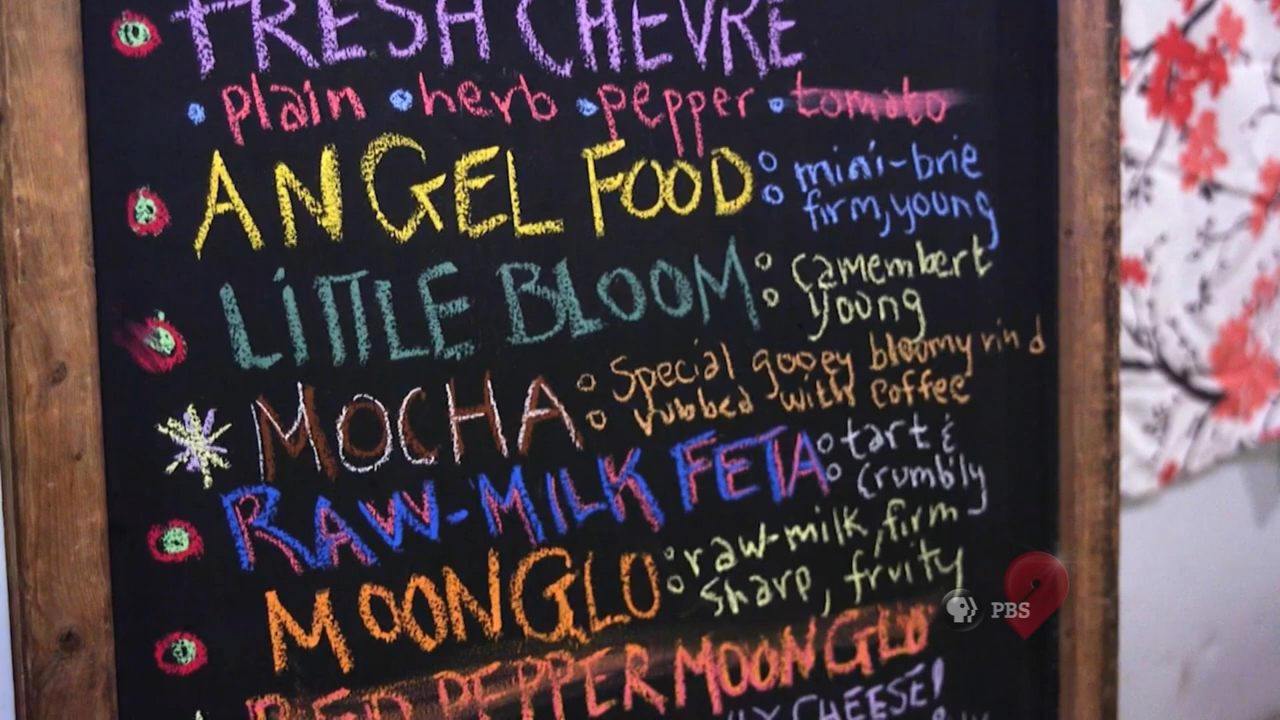 FRESH CHEVRE
plain • herb • pepper • tomato
ANGEL FOOD
mini-brie
firm, young
LiTTLE BLOOM
camembert
young
MOCHA
Special gooey bloomy rind
rubbed with coffee
RAW-MILK FETA
tart &
crumbly
MOONGLO
raw-milk, firm
sharp, fruity
RED PEPPER MOONGLO
CHEESE!
PBS